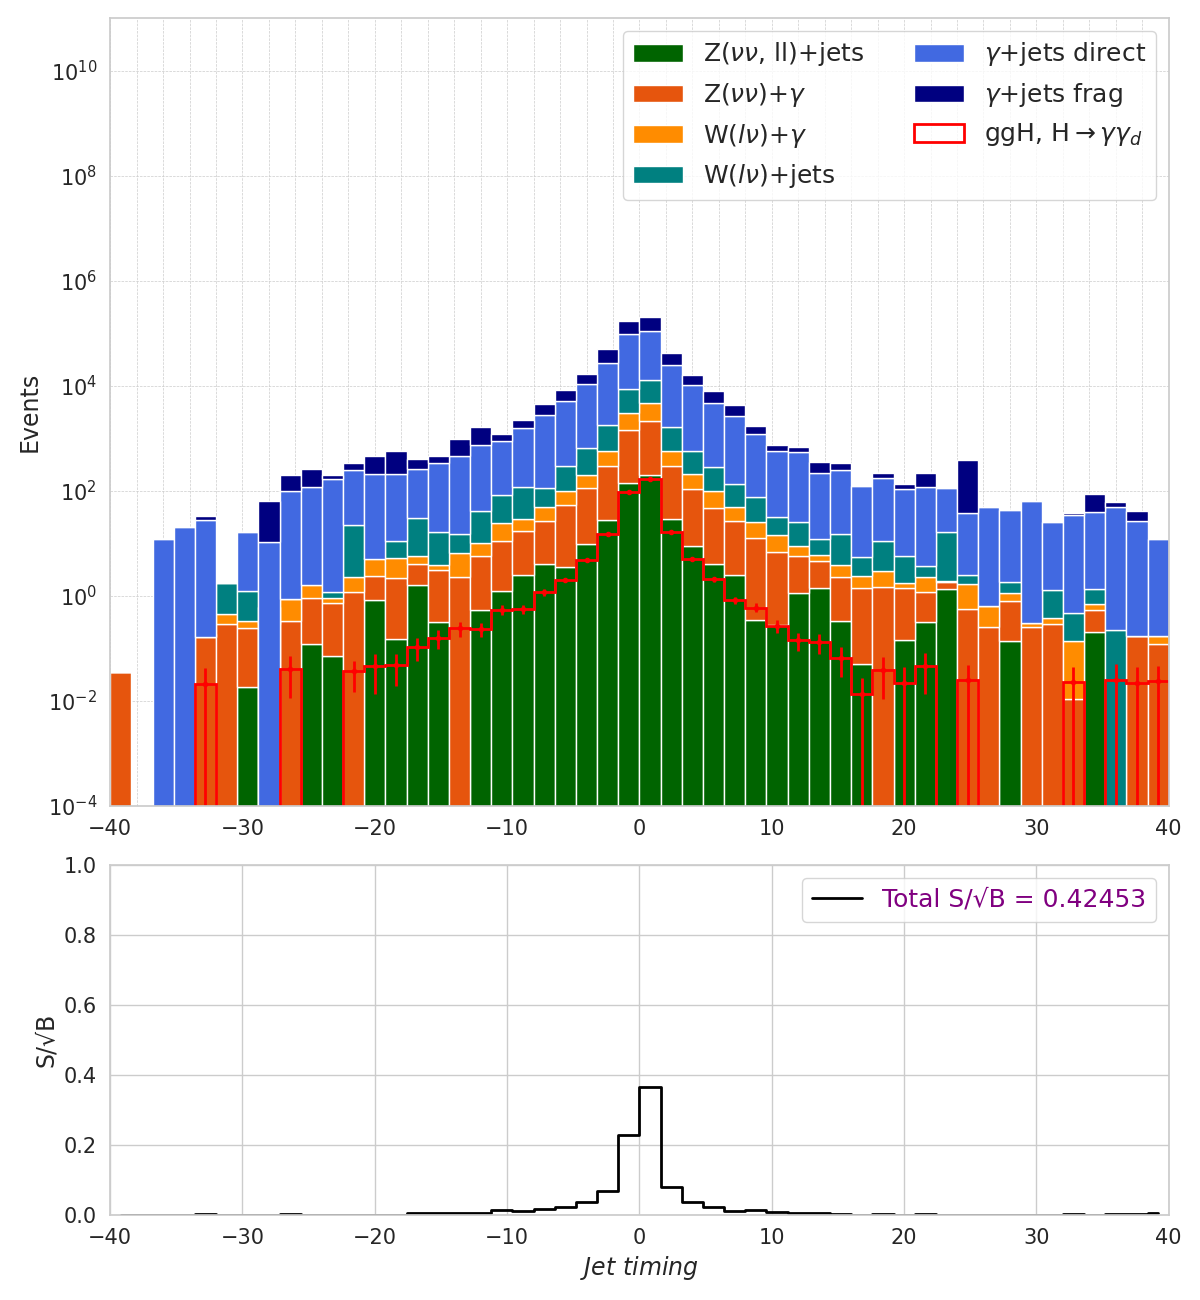 Z(νν, ll)+jets
Z(νν)+γ
W(lν)+γ
W(lν)+jets
γ+jets direct
γ+jets frag
ggH, H→γγ_d
Events
10^10
10^8
10^6
10^4
10^2
10^0
10^−2
10^−4
−40 −30 −20 −10 0 10 20 30 40
Total S/√B = 0.42453
S/√B
1.0
0.8
0.6
0.4
0.2
0.0
−40 −30 −20 −10 0 10 20 30 40
Jet timing